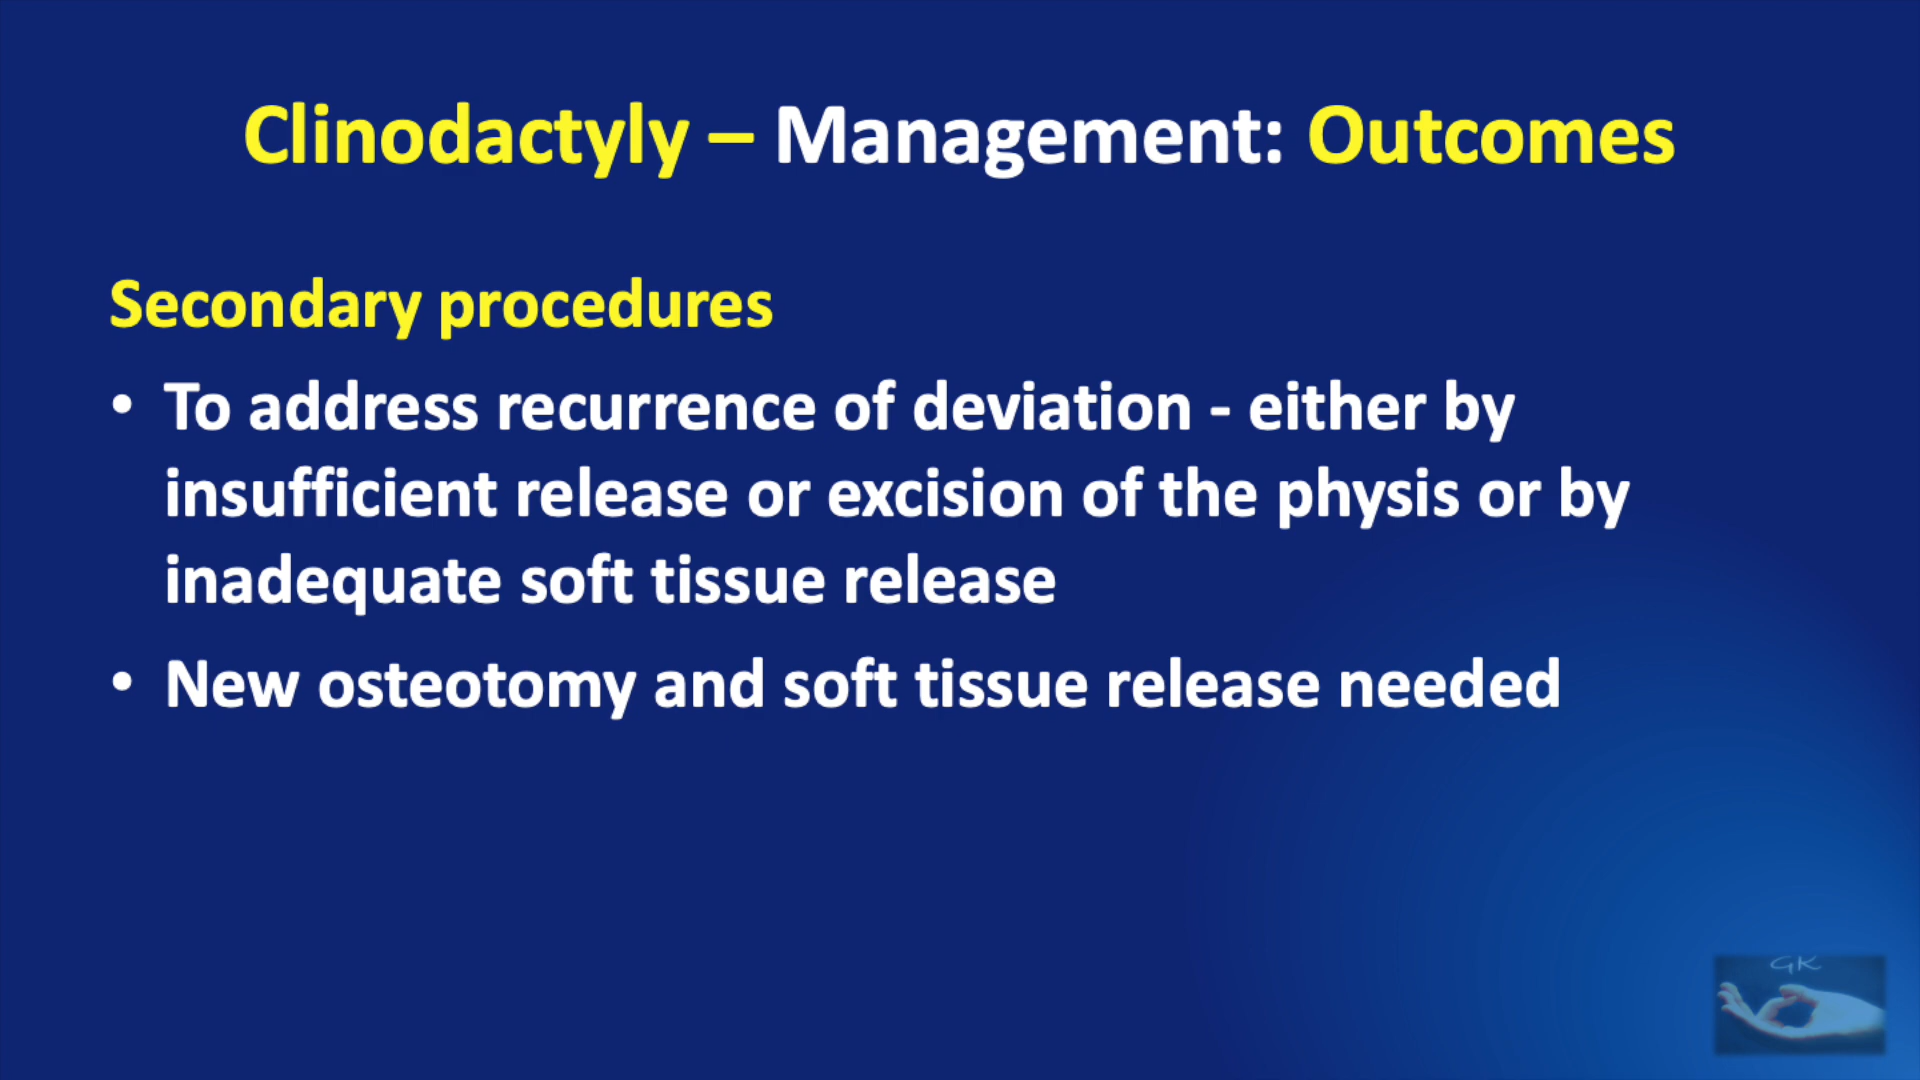 Clinodactyly – Management: Outcomes
Secondary procedures
• To address recurrence of deviation - either by
insufficient release or excision of the physis or by
inadequate soft tissue release
• New osteotomy and soft tissue release needed
GK